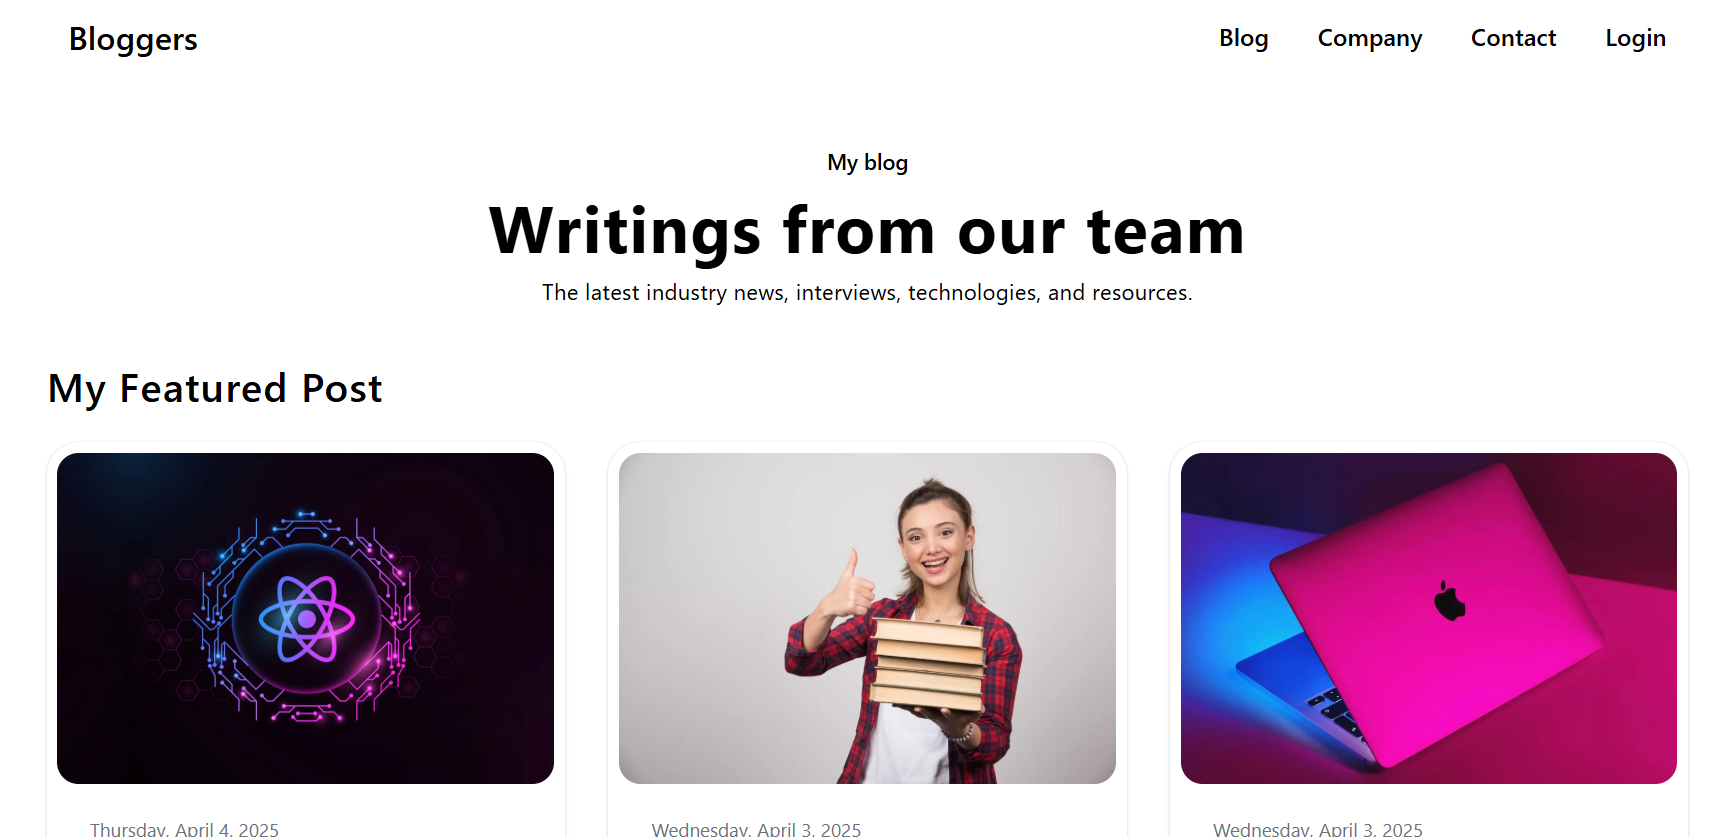 Bloggers
Blog Company Contact Login
My blog
Writings from our team
The latest industry news, interviews, technologies, and resources.
My Featured Post
Thursday, April 4, 2025
Wednesday, April 3, 2025
Wednesday, April 3, 2025